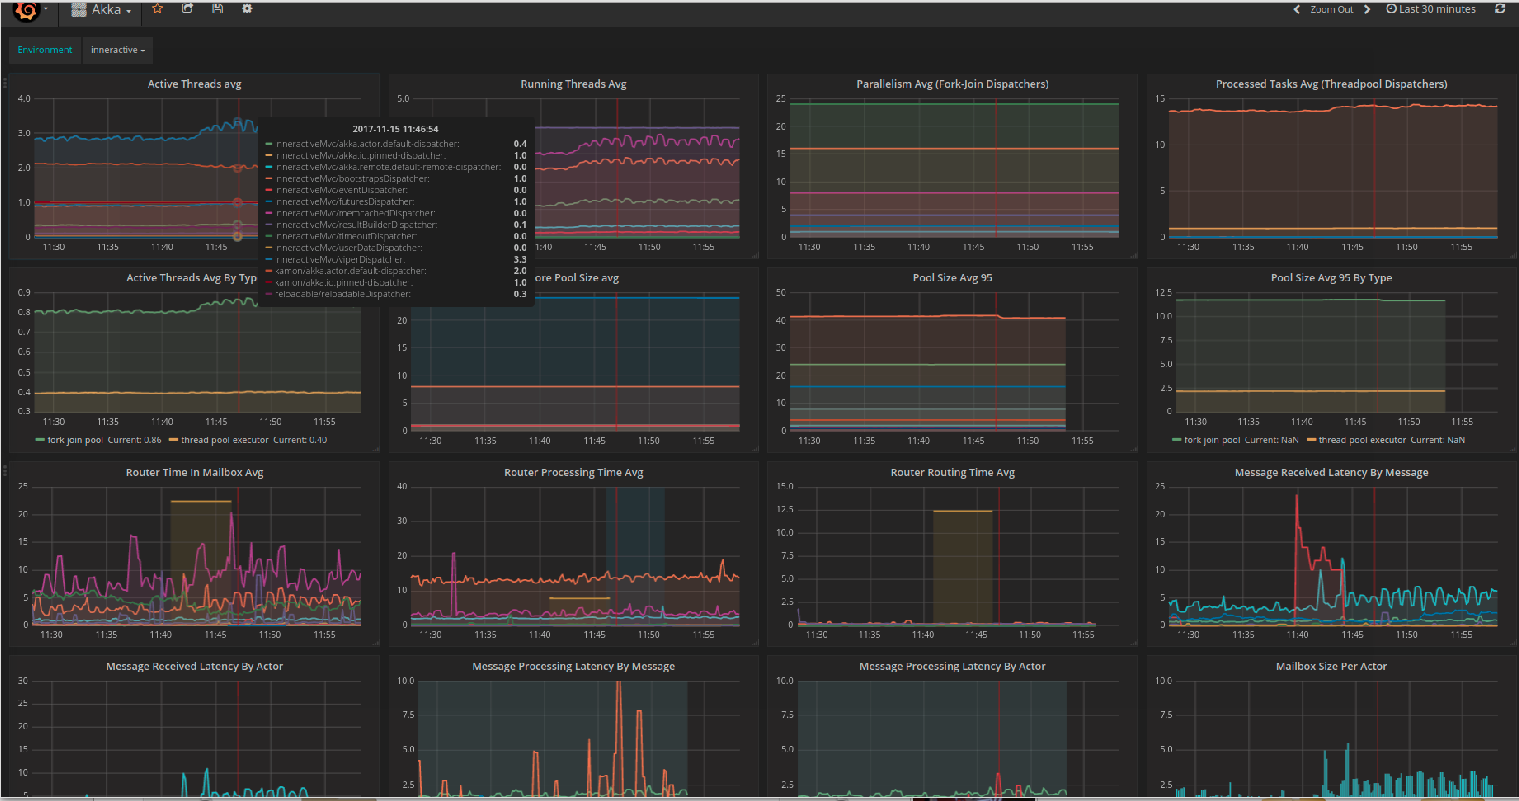 Akka
Zoom Out
Last 30 minutes
Environment
inneractive
Active Threads avg
Running Threads Avg
Parallelism Avg (Fork-Join Dispatchers)
Processed Tasks Avg (Threadpool Dispatchers)
4.0
3.0
2.0
1.0
0
11:30 11:35 11:40 11:45
5.0
1:40 11:45 11:50 11:55
25
20
15
10
5
0
11:30 11:35 11:40 11:45 11:50 11:55
15
10
5
0
11:30 11:35 11:40 11:45 11:50 11:55
2017-11-15 11:46:54
inneractiveMvc/akka.actor.default-dispatcher: 0.4
inneractiveMvc/akka.io.pinned-dispatcher: 1.0
inneractiveMvc/akka.remote.default-remote-dispatcher: 0.0
inneractiveMvc/bootstrapsDispatcher: 1.0
inneractiveMvc/eventDispatcher: 0.0
inneractiveMvc/futuresDispatcher: 1.0
inneractiveMvc/memcachedDispatcher: 0.0
inneractiveMvc/resultBuilderDispatcher: 0.1
inneractiveMvc/timeoutDispatcher: 0.0
inneractiveMvc/userDataDispatcher: 0.0
inneractiveMvc/viperDispatcher: 3.3
kamon/akka.actor.default-dispatcher: 2.0
kamon/akka.io.pinned-dispatcher: 1.0
reloadable/reloadableDispatcher: 0.3
Active Threads Avg By Typ
ore Pool Size avg
Pool Size Avg 95
Pool Size Avg 95 By Type
0.9
0.8
0.7
0.6
0.5
0.4
0.3
11:30 11:35 11:40 11:45 11:50 11:55
fork join pool Current: 0.86 thread pool executor Current: 0.40
20
15
10
5
0
11:30 11:35 11:40 11:45 11:50 11:55
50
40
30
20
10
0
11:30 11:35 11:40 11:45 11:50 11:55
12.5
10.0
7.5
5.0
2.5
0
11:30 11:35 11:40 11:45 11:50 11:55
fork join pool Current: NaN thread pool executor Current: NaN
Router Time In Mailbox Avg
Router Processing Time Avg
Router Routing Time Avg
Message Received Latency By Message
25
20
15
10
5
0
11:30 11:35 11:40 11:45 11:50 11:55
40
30
20
10
0
11:30 11:35 11:40 11:45 11:50 11:55
15.0
12.5
10.0
7.5
5.0
2.5
0
11:30 11:35 11:40 11:45 11:50 11:55
25
20
15
10
5
0
11:30 11:35 11:40 11:45 11:50 11:55
Message Received Latency By Actor
Message Processing Latency By Message
Message Processing Latency By Actor
Mailbox Size Per Actor
30
25
20
15
10
5
10.0
7.5
5.0
2.5
10.0
7.5
5.0
2.5
10.0
7.5
5.0
2.5